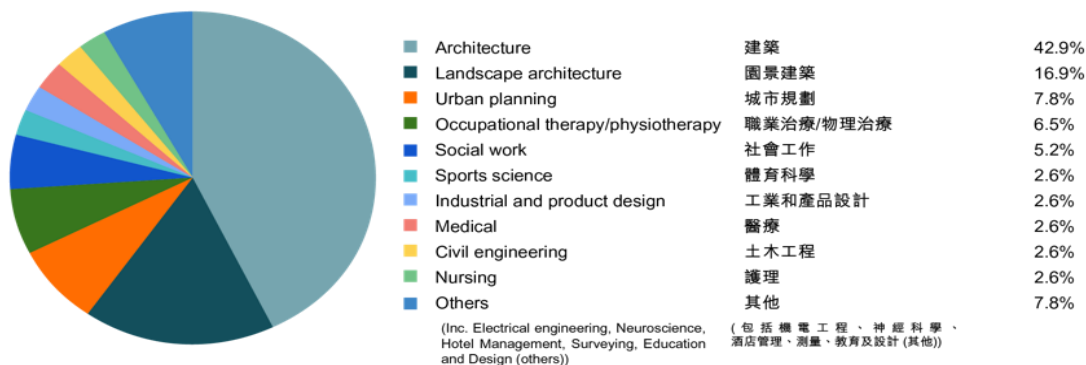 Architecture 建築 42.9%
Landscape architecture 園景建築 16.9%
Urban planning 城市規劃 7.8%
Occupational therapy/physiotherapy 職業治療/物理治療 6.5%
Social work 社會工作 5.2%
Sports science 體育科學 2.6%
Industrial and product design 工業和產品設計 2.6%
Medical 醫療 2.6%
Civil engineering 土木工程 2.6%
Nursing 護理 2.6%
Others 其他 7.8%
(Inc. Electrical engineering, Neuroscience,
Hotel Management, Surveying, Education
and Design (others))
(包括機電工程、神經科學、
酒店管理、測量、教育及設計 (其他))